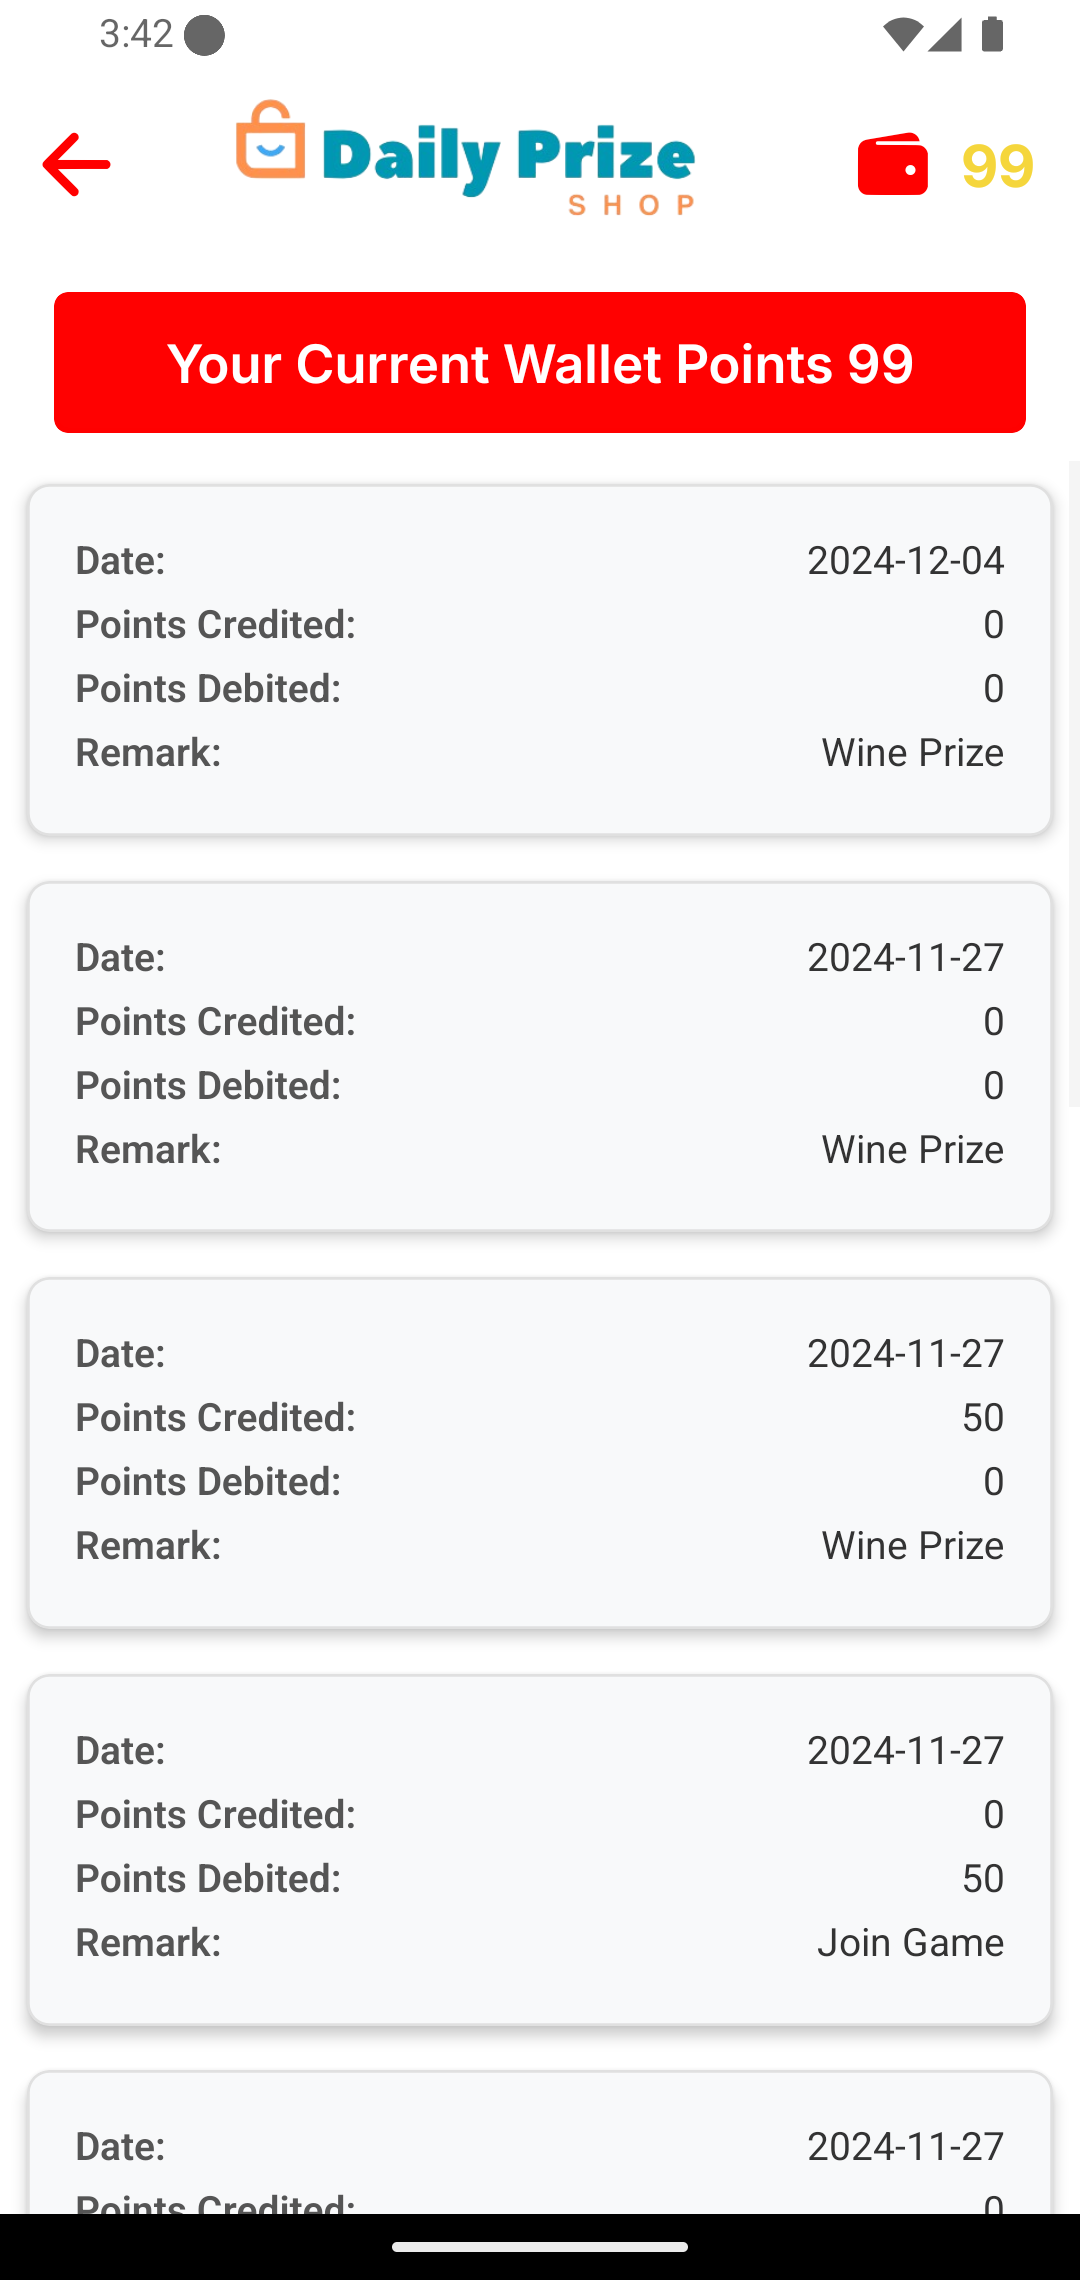 3:42
Daily Prize
SHOP
99
Your Current Wallet Points 99
Date: 2024-12-04
Points Credited: 0
Points Debited: 0
Remark: Wine Prize
Date: 2024-11-27
Points Credited: 0
Points Debited: 0
Remark: Wine Prize
Date: 2024-11-27
Points Credited: 50
Points Debited: 0
Remark: Wine Prize
Date: 2024-11-27
Points Credited: 0
Points Debited: 50
Remark: Join Game
Date: 2024-11-27
Points Credited: 0